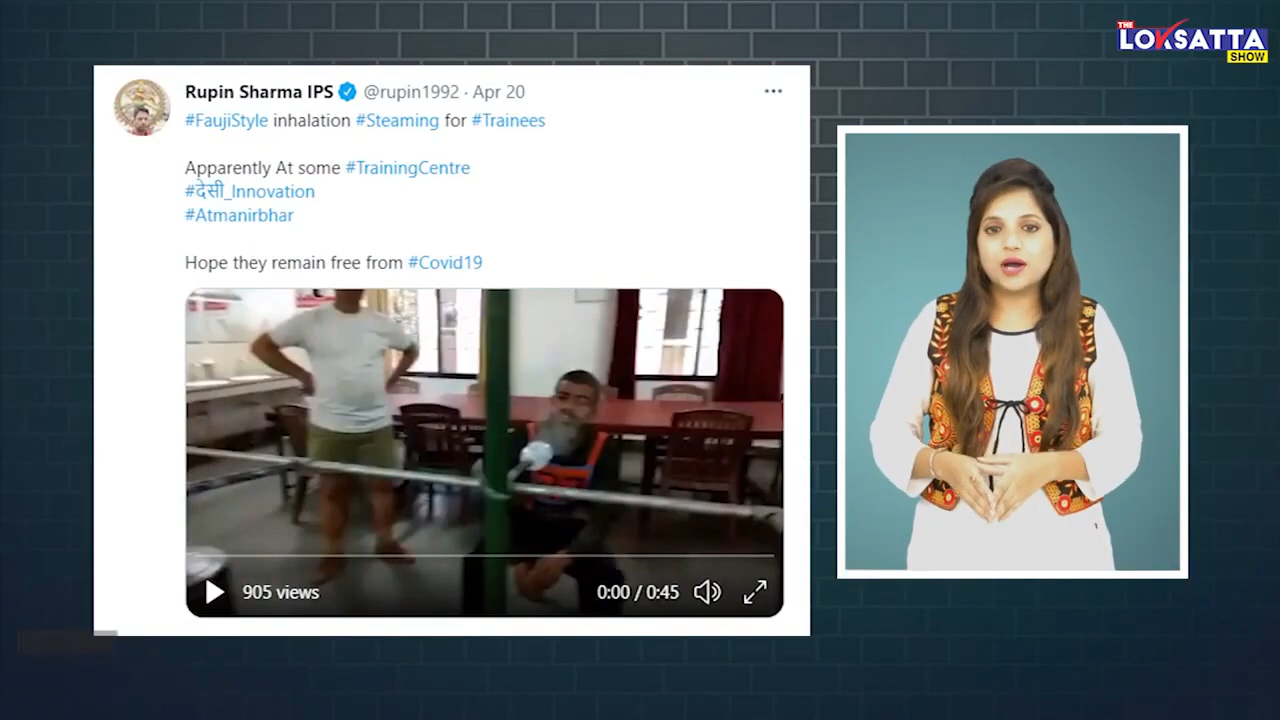 THE
LOKSATTA
SHOW
Rupin Sharma IPS @rupin1992 · Apr 20
#FaujiStyle inhalation #Steaming for #Trainees
Apparently At some #TrainingCentre
#देसी_Innovation
#Atmanirbhar
Hope they remain free from #Covid19
905 views
0:00 / 0:45